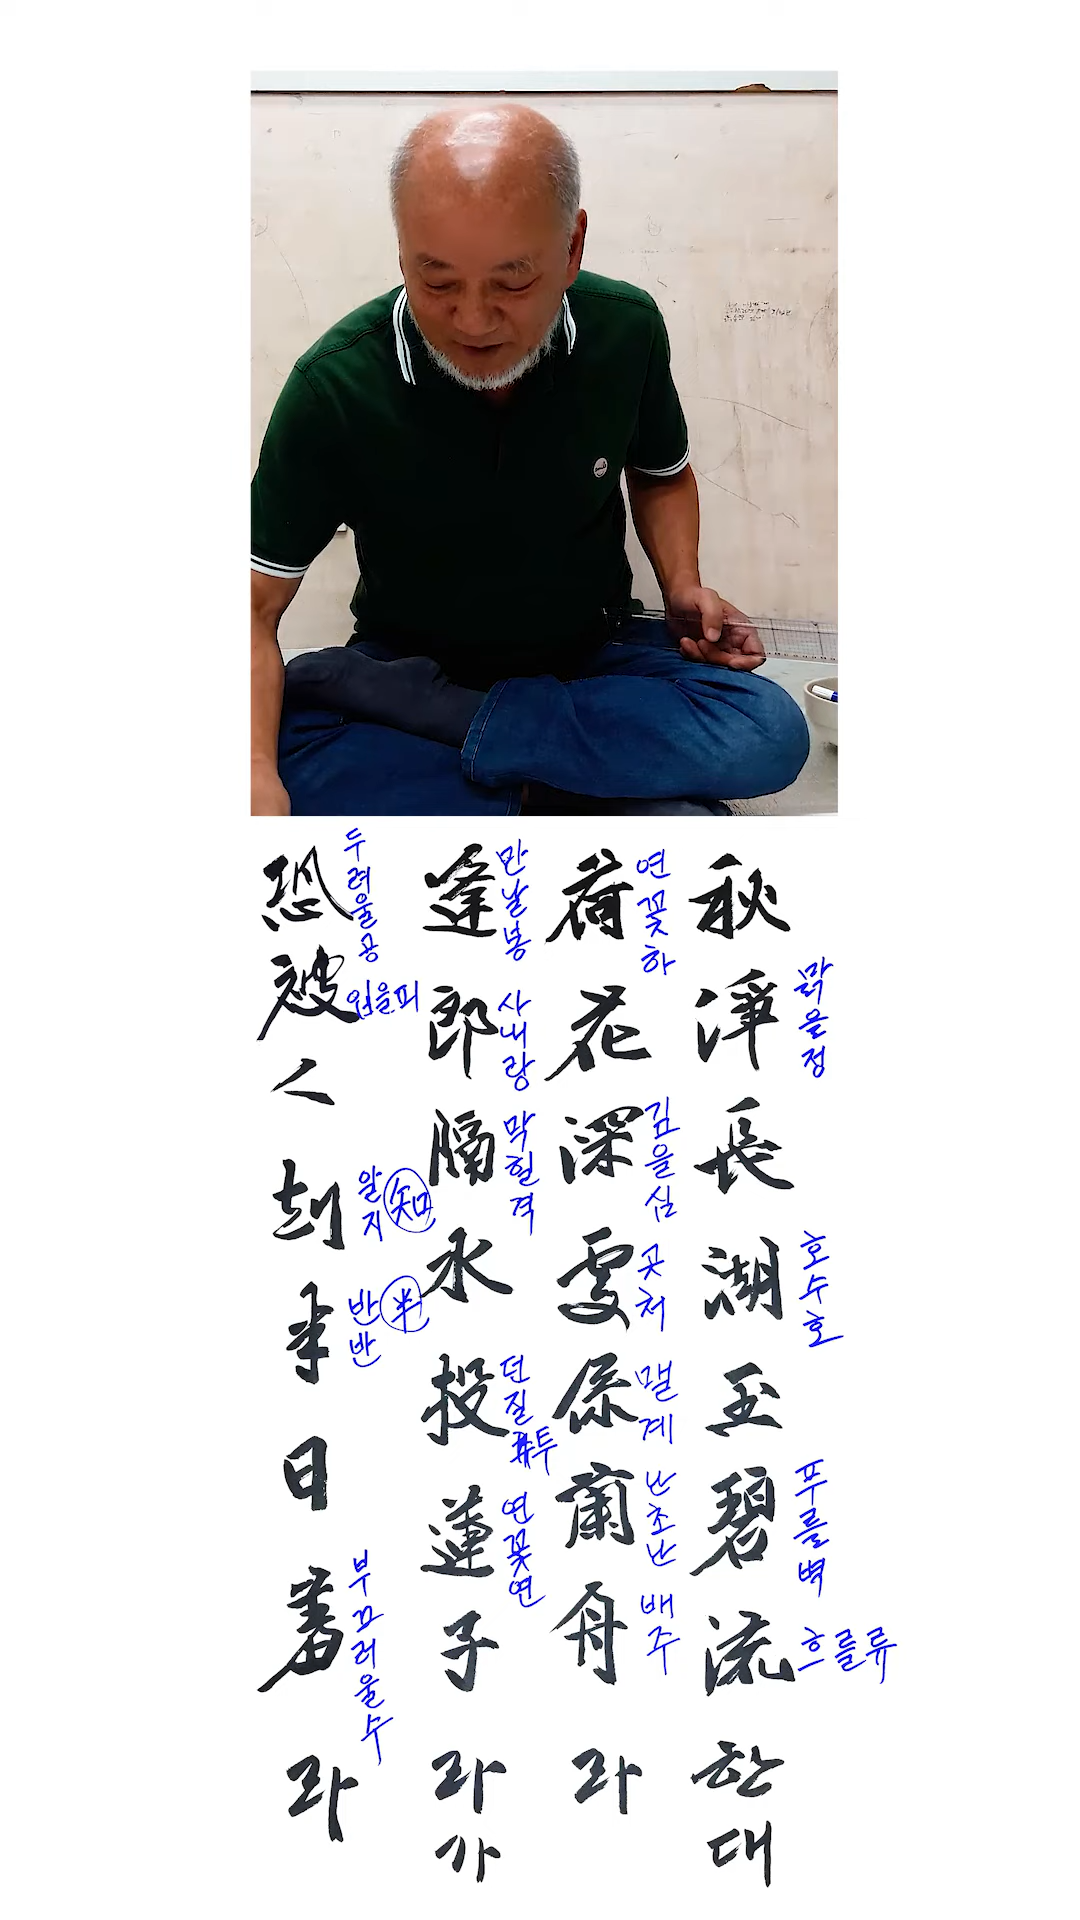 秋淨長湖玉碧流한대
맑을정
호수호
푸를벽
흐를류
荷花深處係蘭舟라
연꽃하
깊을심
곳처
맬계
난초난
배주
逢郎隔水投蓮子라가
만날봉
사내랑
막힐격
던질투
연꽃연
恐被人知半日羞라
두려울공
입을피
알지 知
반반 半
부끄러울수